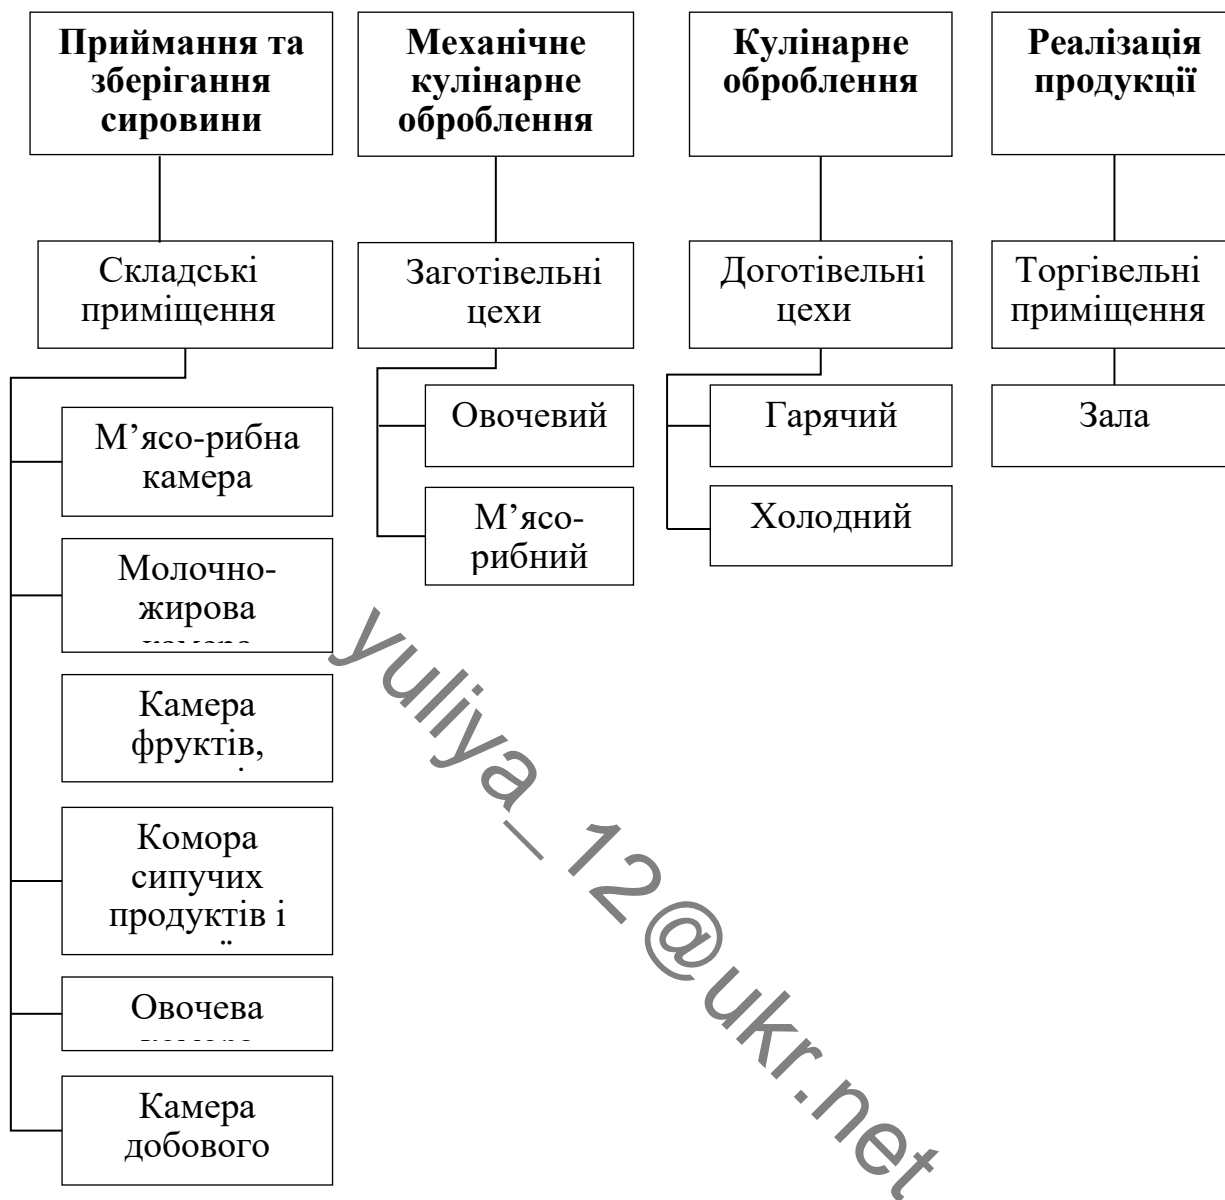 Приймання та
зберігання
сировини
Механічне
кулінарне
оброблення
Кулінарне
оброблення
Реалізація
продукції
Складські
приміщення
Заготівельні
цехи
Доготівельні
цехи
Торгівельні
приміщення
М’ясо-рибна
камера
Молочно-
жирова
Камера
фруктів,
Комора
сипучих
продуктів і
Овочева
Камера
добового
Овочевий
М’ясо-
рибний
Гарячий
Холодний
Зала
yuliya_12@ukr.net